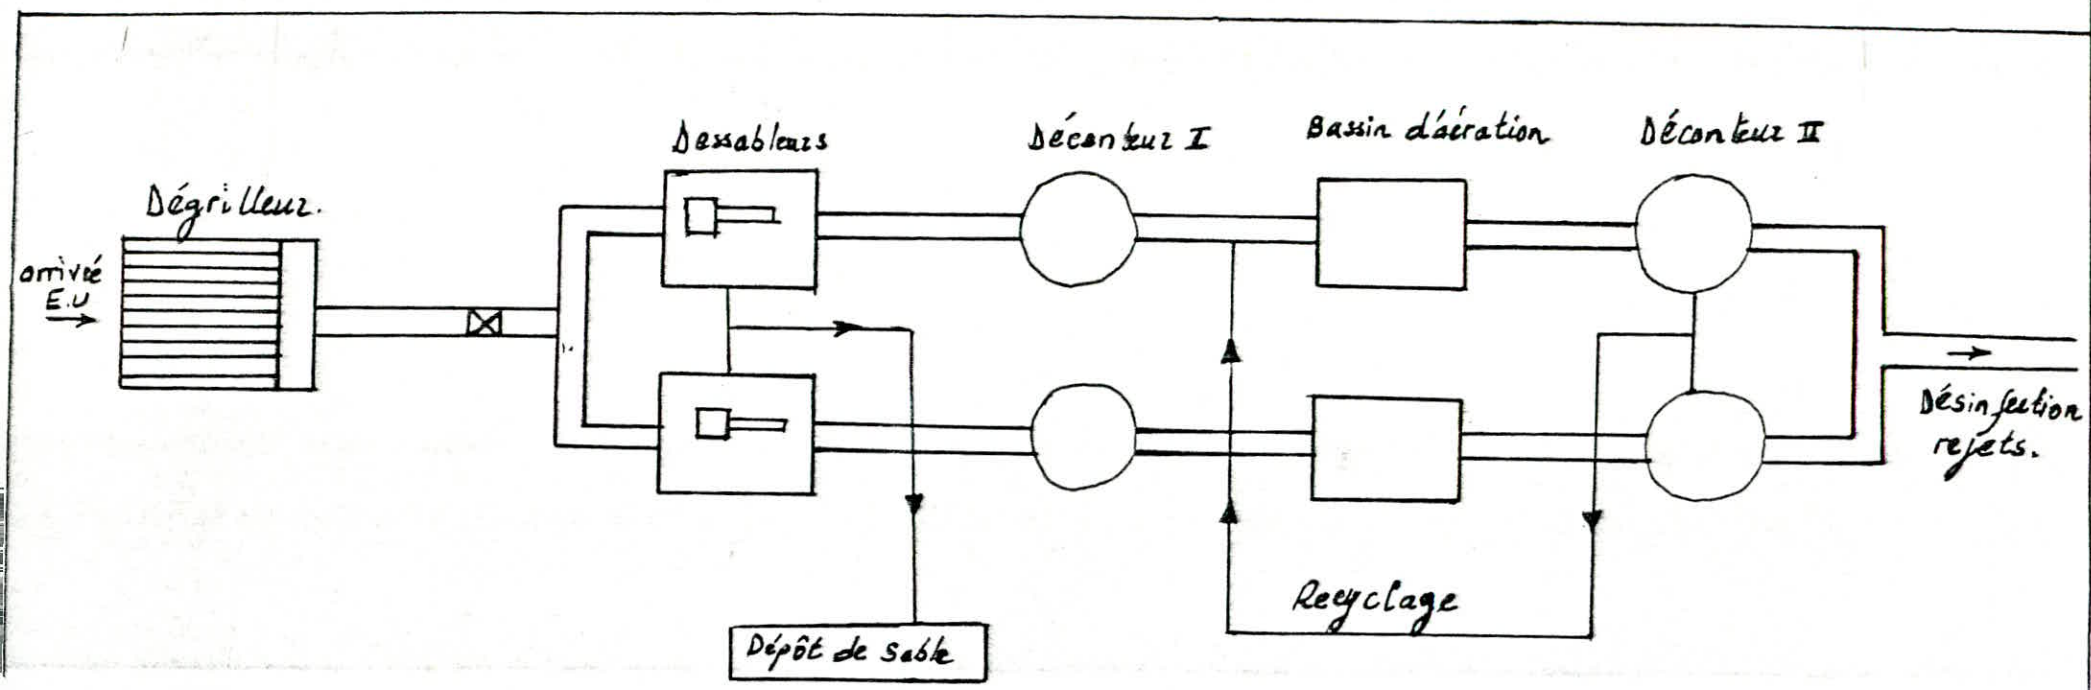 Dégrilleur.
arrivée
E.U
Dessableurs
Décanteur I
Bassin d'aération
Décanteur II
Désinfection
rejets.
Recyclage
Dépôt de sable